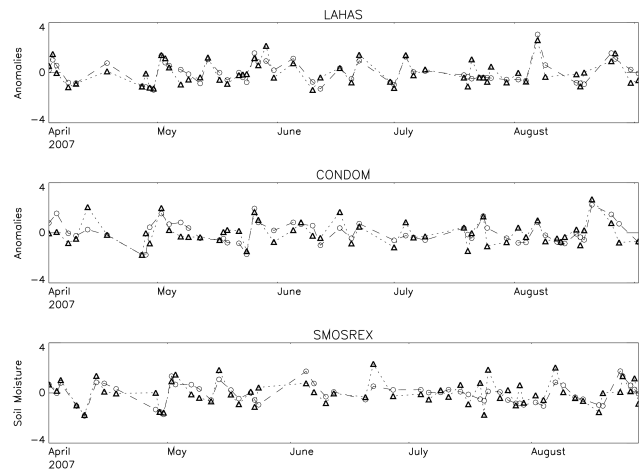 LAHAS
4
0
−4
Anomalies
April
2007
May
June
July
August
CONDOM
4
0
−4
Anomalies
April
2007
May
June
July
August
SMOSREX
4
0
−4
Soil Moisture
April
2007
May
June
July
August